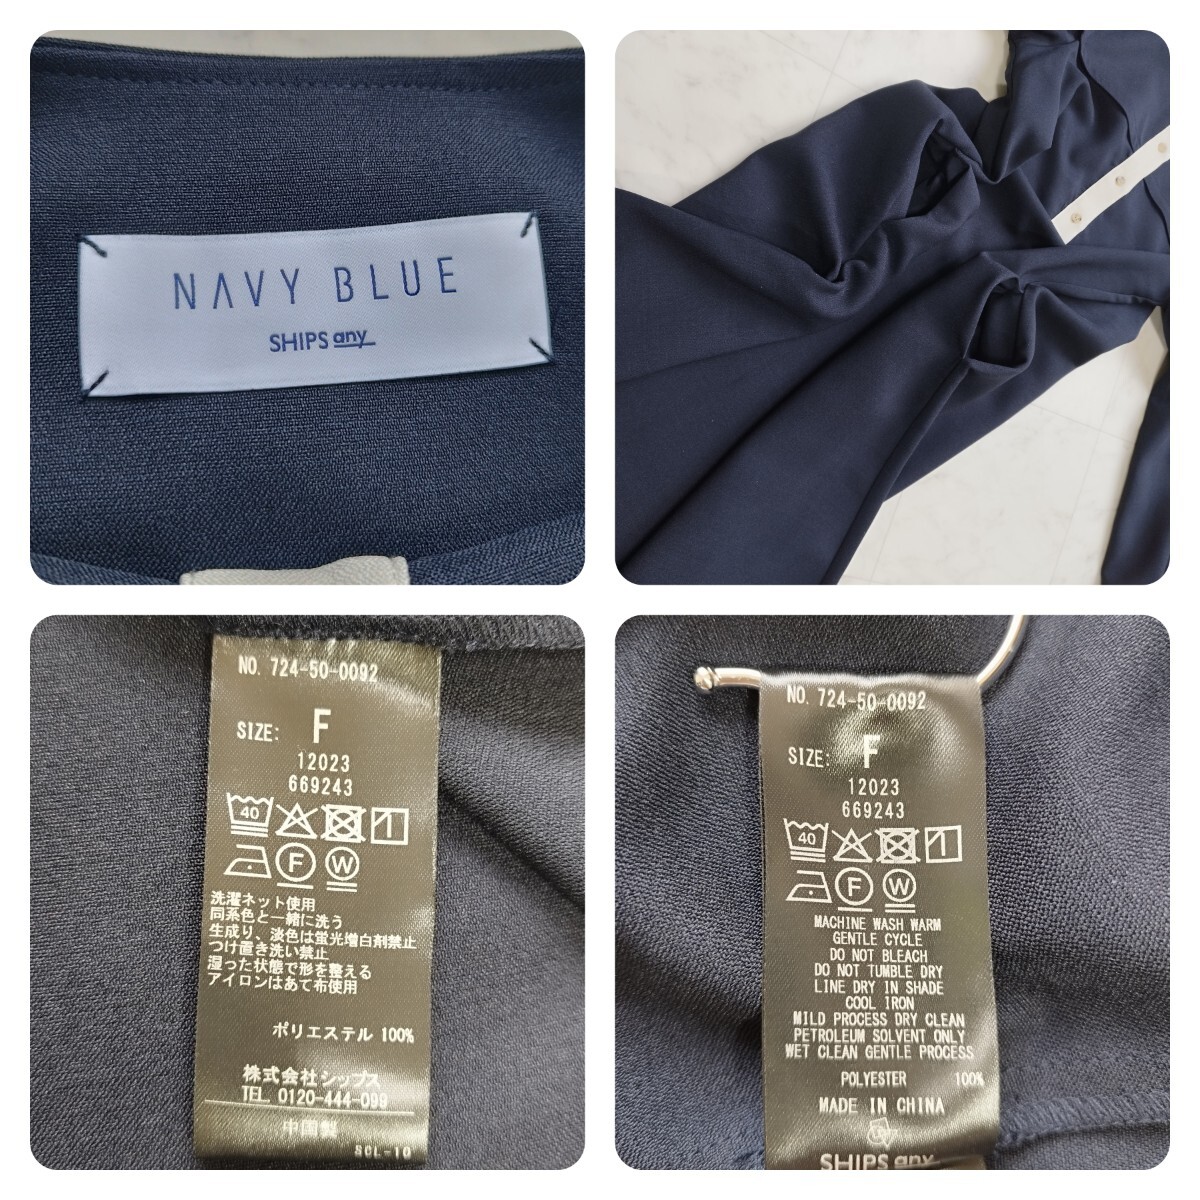 NAVY BLUE
SHIPS any
NO. 724-50-0092
SIZE: F
12023
669243
40
F W
洗濯ネット使用
同系色と一緒に洗う
生成り、淡色は蛍光増白剤禁止
つけ置き洗い禁止
湿った状態で形を整える
アイロンはあて布使用
ポリエステル 100%
株式会社シップス
TEL. 0120-444-099
中国製
SCL-10
NO. 724-50-0092
SIZE: F
12023
669243
40
F W
MACHINE WASH WARM
GENTLE CYCLE
DO NOT BLEACH
DO NOT TUMBLE DRY
LINE DRY IN SHADE
COOL IRON
MILD PROCESS DRY CLEAN
PETROLEUM SOLVENT ONLY
WET CLEAN GENTLE PROCESS
POLYESTER 100%
MADE IN CHINA
SHIPS any